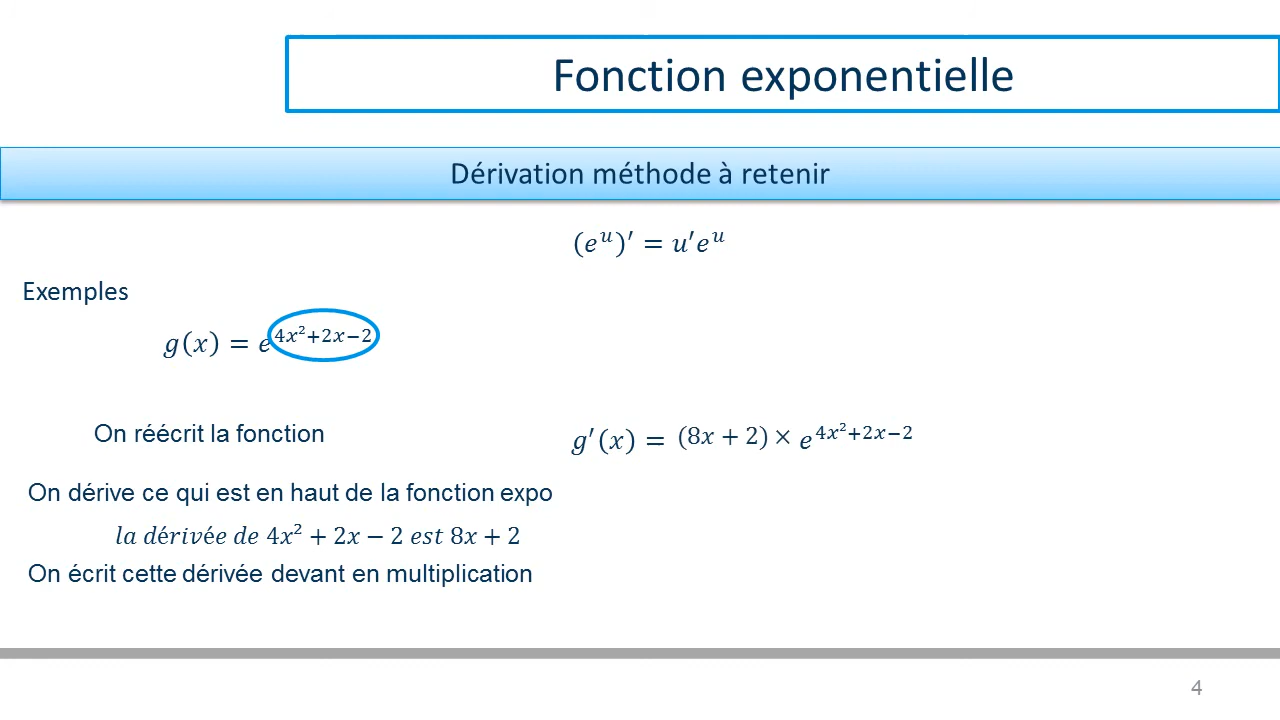 Fonction exponentielle
Dérivation méthode à retenir
(eᵘ)′ = u′eᵘ
Exemples
g(x) = e^{4x²+2x−2}
On réécrit la fonction
g′(x) = (8x + 2) × e^{4x²+2x−2}
On dérive ce qui est en haut de la fonction expo
la dérivée de 4x² + 2x − 2 est 8x + 2
On écrit cette dérivée devant en multiplication
4